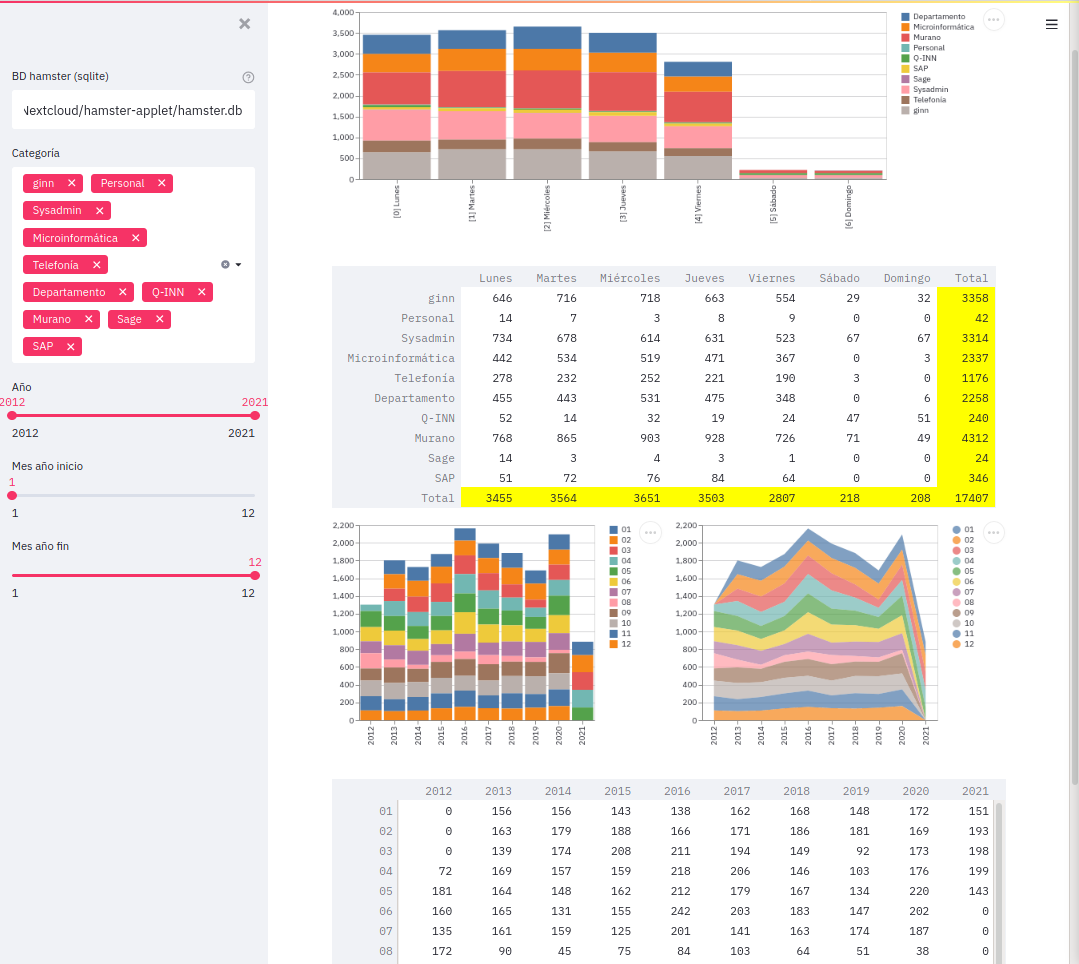 BD hamster (sqlite)
?
Nextcloud/hamster-applet/hamster.db
Categoría
ginn ✕ Personal ✕
Sysadmin ✕
Microinformática ✕
Telefonía ✕
Departamento ✕ Q-INN ✕
Murano ✕ Sage ✕
SAP ✕
Año
2012 2021
2012 2021
Mes año inicio
1
1 12
Mes año fin
12
1 12
4,000
3,500
3,000
2,500
2,000
1,500
1,000
500
0
[0] Lunes
[1] Martes
[2] Miércoles
[3] Jueves
[4] Viernes
[5] Sábado
[6] Domingo
Departamento
Microinformática
Murano
Personal
Q-INN
SAP
Sage
Sysadmin
Telefonía
ginn
Lunes Martes Miércoles Jueves Viernes Sábado Domingo Total
ginn 646 716 718 663 554 29 32 3358
Personal 14 7 3 8 9 0 0 42
Sysadmin 734 678 614 631 523 67 67 3314
Microinformática 442 534 519 471 367 0 3 2337
Telefonía 278 232 252 221 190 3 0 1176
Departamento 455 443 531 475 348 0 6 2258
Q-INN 52 14 32 19 24 47 51 240
Murano 768 865 903 928 726 71 49 4312
Sage 14 3 4 3 1 0 0 24
SAP 51 72 76 84 64 0 0 346
Total 3455 3564 3651 3503 2807 218 208 17407
2,200
2,000
1,800
1,600
1,400
1,200
1,000
800
600
400
200
0
2012
2013
2014
2015
2016
2017
2018
2019
2020
2021
01
02
03
04
05
06
07
08
09
10
11
12
2,200
2,000
1,800
1,600
1,400
1,200
1,000
800
600
400
200
0
2012
2013
2014
2015
2016
2017
2018
2019
2020
2021
01
02
03
04
05
06
07
08
09
10
11
12
2012 2013 2014 2015 2016 2017 2018 2019 2020 2021
01 0 156 156 143 138 162 168 148 172 151
02 0 163 179 188 166 171 186 181 169 193
03 0 139 174 208 211 194 149 92 173 198
04 72 169 157 159 218 206 146 103 176 199
05 181 164 148 162 212 179 167 134 220 143
06 160 165 131 155 242 203 183 147 202 0
07 135 161 159 125 201 141 163 174 187 0
08 172 90 45 75 84 103 64 51 38 0